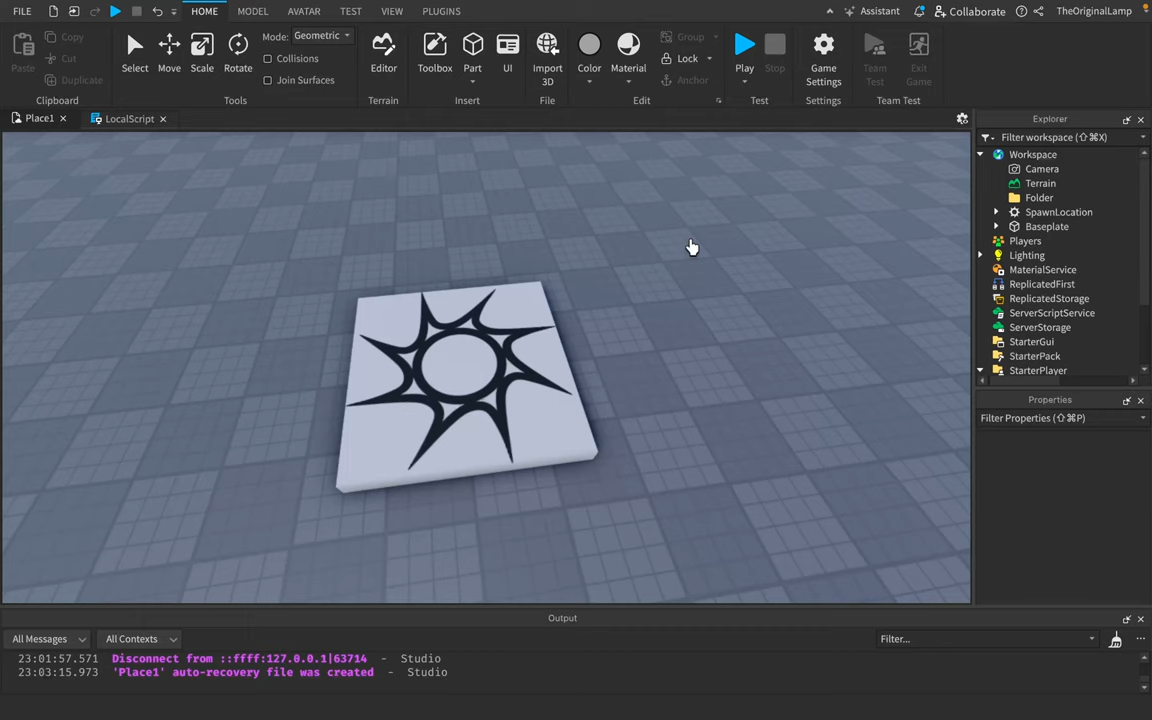 FILE HOME MODEL AVATAR TEST VIEW PLUGINS Assistant Collaborate TheOriginalLamp
Paste Copy Cut Duplicate
Select Move Scale Rotate
Mode: Geometric
Collisions
Join Surfaces
Editor
Toolbox Part UI
Import 3D
Color Material
Group
Lock
Anchor
Play Stop
Game Settings
Team Test
Exit Game
Clipboard Tools Terrain Insert File Edit Test Settings Team Test
Place1 LocalScript
Explorer
Filter workspace (⇧⌘X)
Workspace
Camera
Terrain
Folder
SpawnLocation
Baseplate
Players
Lighting
MaterialService
ReplicatedFirst
ReplicatedStorage
ServerScriptService
ServerStorage
StarterGui
StarterPack
StarterPlayer
Properties
Filter Properties (⇧⌘P)
Output
All Messages All Contexts Filter...
23:01:57.571 Disconnect from ::ffff:127.0.0.1|63714 - Studio
23:03:15.973 'Place1' auto-recovery file was created - Studio